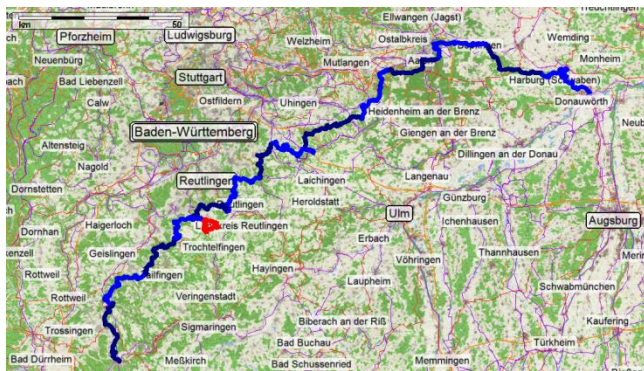 km 50
Ellwangen (Jagst)
Treuchtlingen
Pforzheim
Ludwigsburg
Ostalbkreis
Wemding
Welzheim
Neuenbürg
Mutlangen
Monheim
Bad Liebenzell
Stuttgart
Harburg (Schwaben)
Calw
Ostfildern
Uhingen
Donauwörth
Heidenheim an der Brenz
Baden-Württemberg
Giengen an der Brenz
Altensteig
Nagold
Dillingen an der Donau
Dornstetten
Reutlingen
Laichingen
Langenau
Heroldstatt
Günzburg
Ulm
Ichenhausen
Augsburg
Dornhan
Haigerloch
Landkreis Reutlingen
Erbach
Trochtelfingen
Geislingen
Vöhringen
Thannhausen
Rottweil
Hayingen
Laupheim
Schwabmünchen
Rottweil
Veringenstadt
Trossingen
Sigmaringen
Biberach an der Riß
Kaufering
Türkheim
Bad Dürrheim
Meßkirch
Bad Buchau
Memmingen
Bad Schussenried